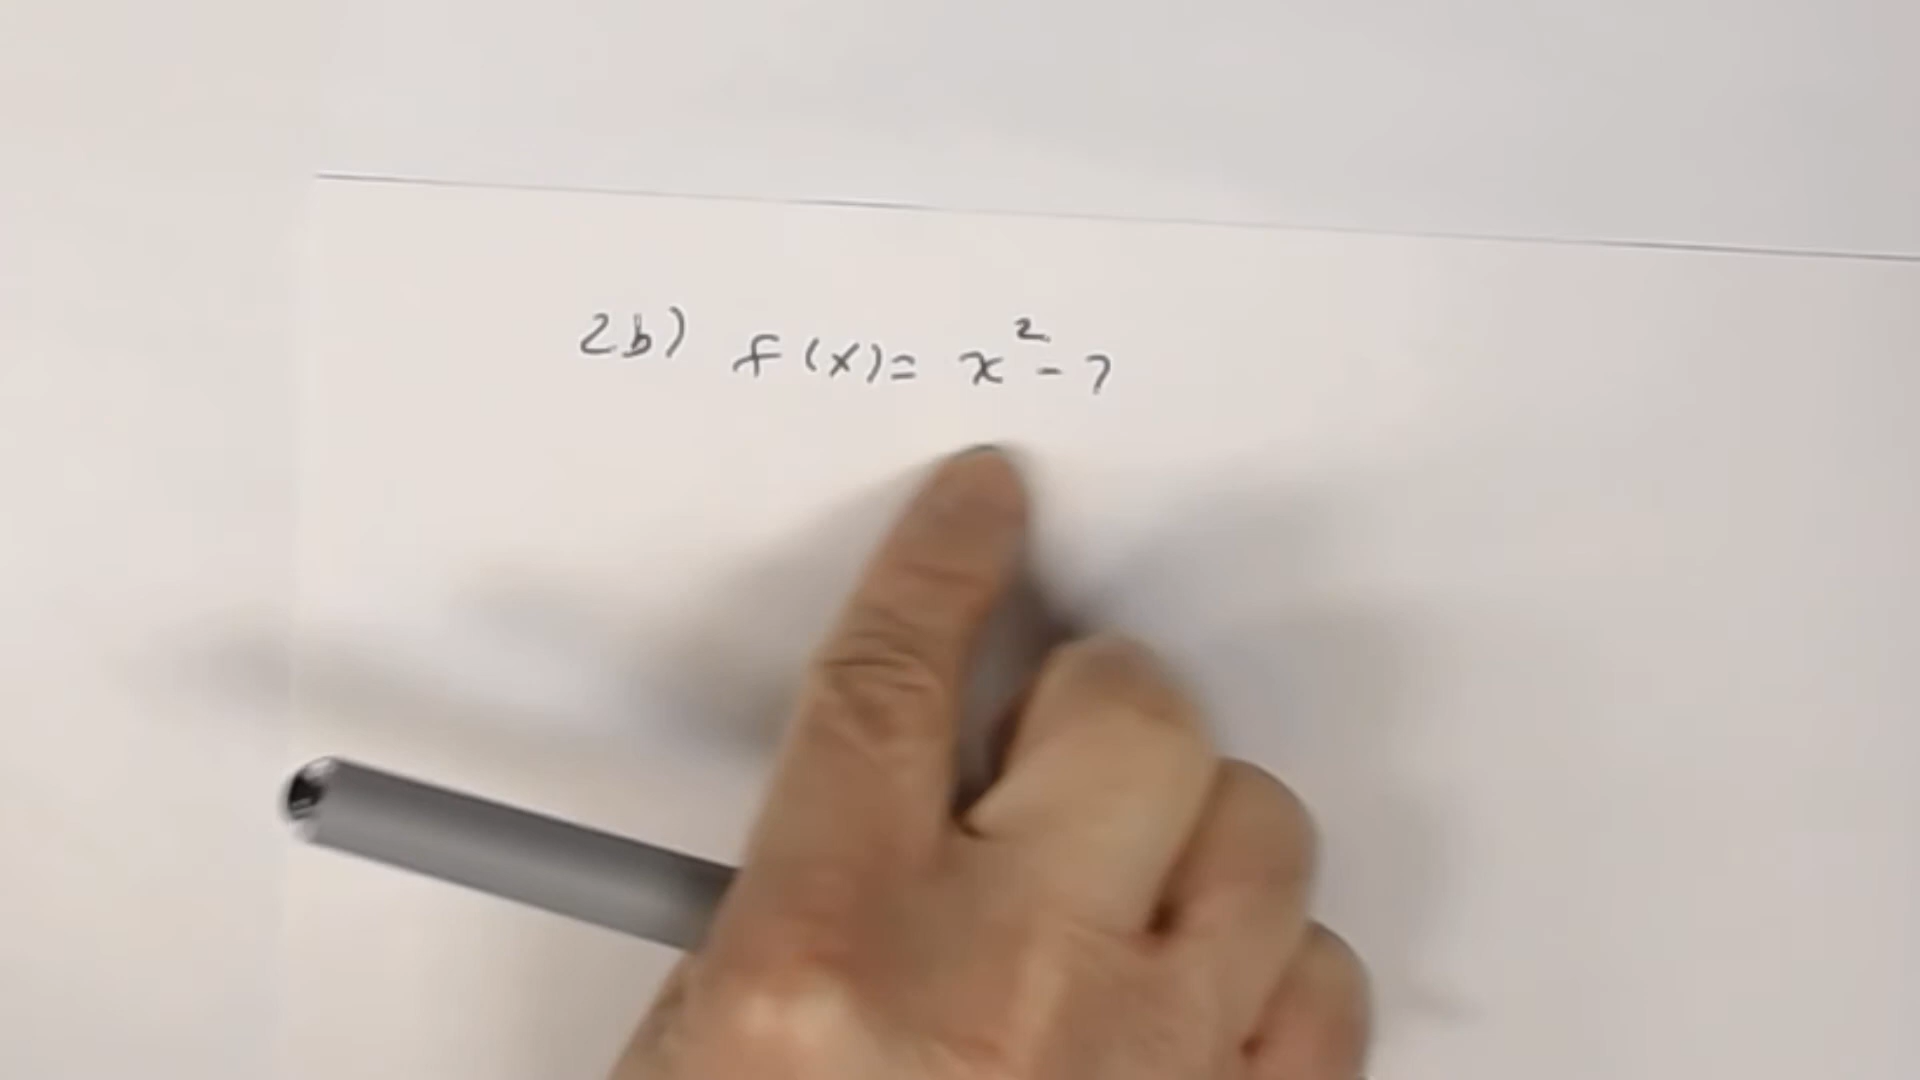 2b) f(x)= x²-7